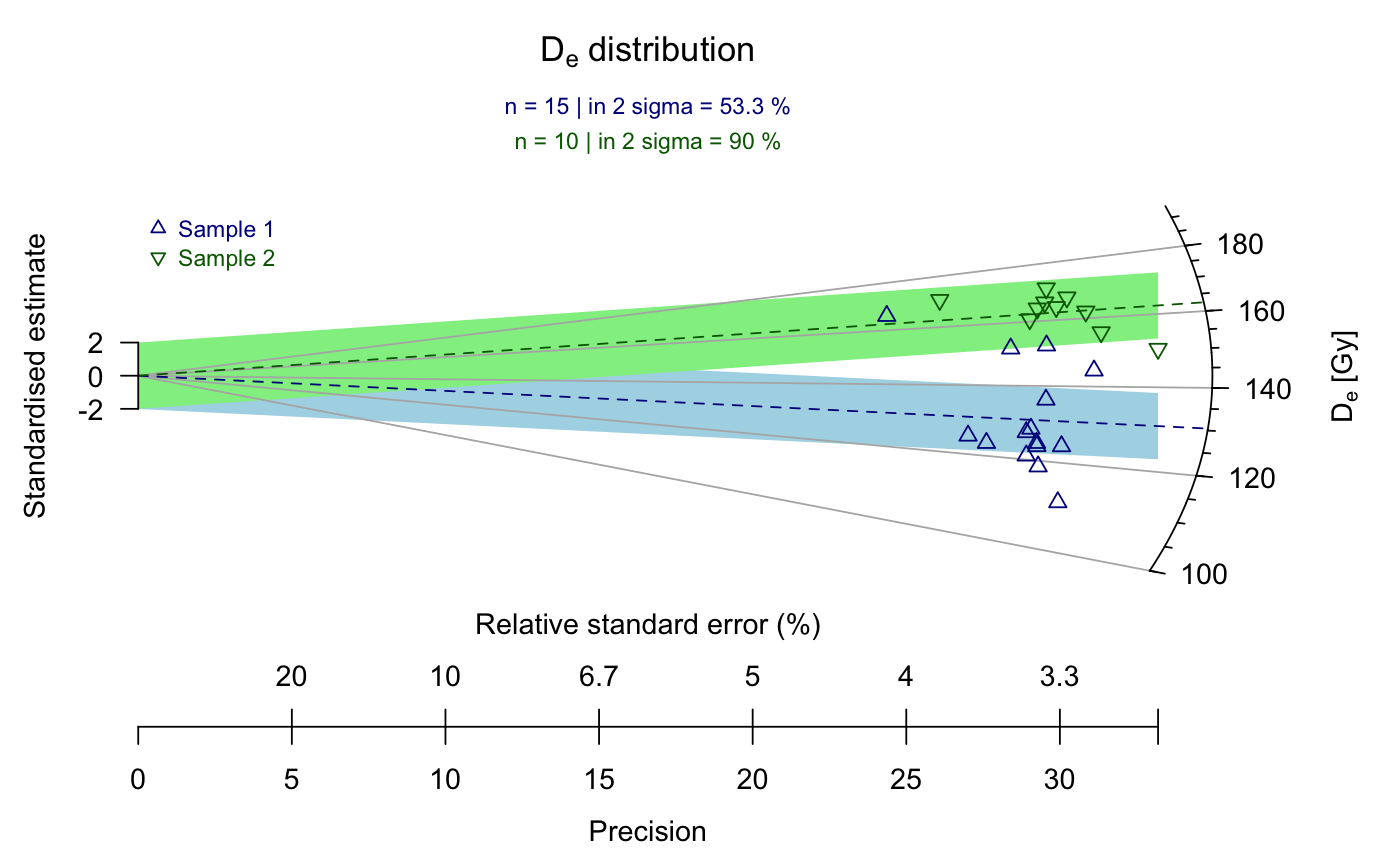 De distribution
n = 15 | in 2 sigma = 53.3 %
n = 10 | in 2 sigma = 90 %
Sample 1
Sample 2
Standardised estimate
2
0
-2
180
160
140
120
100
De [Gy]
Relative standard error (%)
20 10 6.7 5 4 3.3
0 5 10 15 20 25 30
Precision